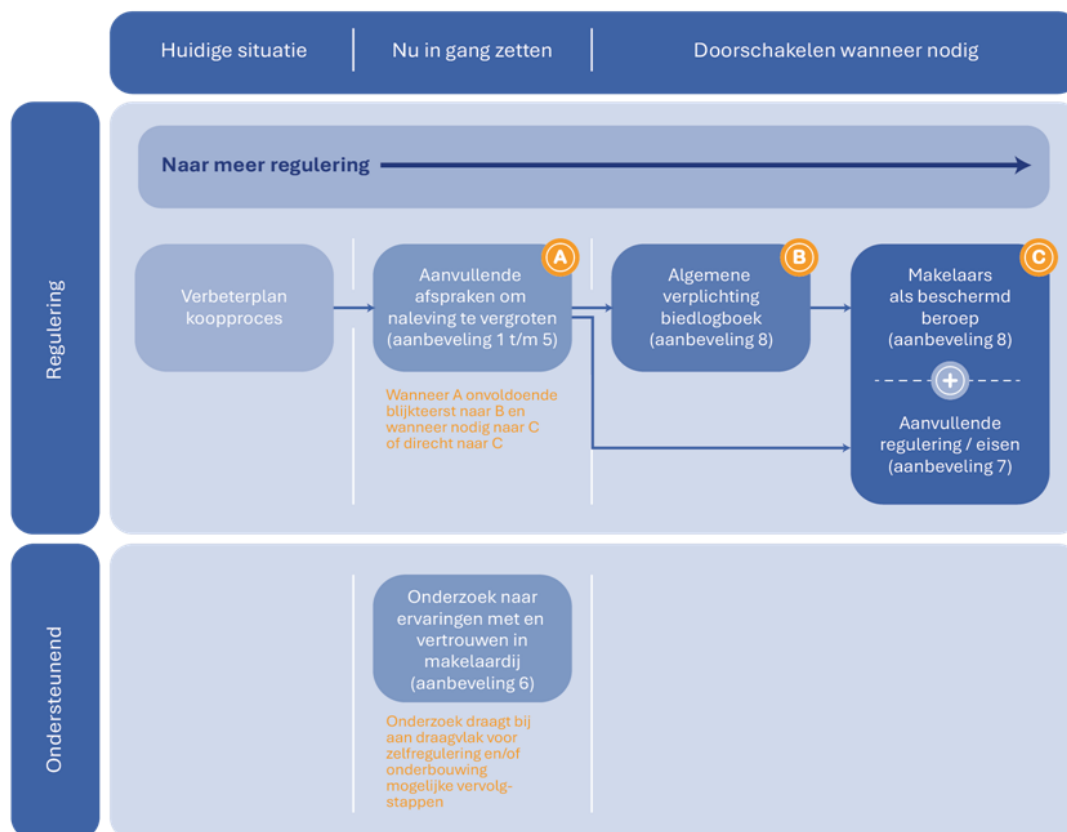 Huidige situatie
Nu in gang zetten
Doorschakelen wanneer nodig
Regulering
Naar meer regulering
Verbeterplan
koopproces
A
Aanvullende
afspraken om
naleving te vergroten
(aanbeveling 1 t/m 5)
Wanneer A onvoldoende
blijkteerst naar B en
wanneer nodig naar C
of direct naar C
B
Algemene
verplichting
biedlogboek
(aanbeveling 8)
C
Makelaars
als beschermd
beroep
(aanbeveling 8)
+
Aanvullende
regulering / eisen
(aanbeveling 7)
Ondersteunend
Onderzoek naar
ervaringen met en
vertrouwen in
makelaardij
(aanbeveling 6)
Onderzoek draagt bij
aan draagvlak voor
zelfregulering en/of
onderbouwing
mogelijke vervolg-
stappen